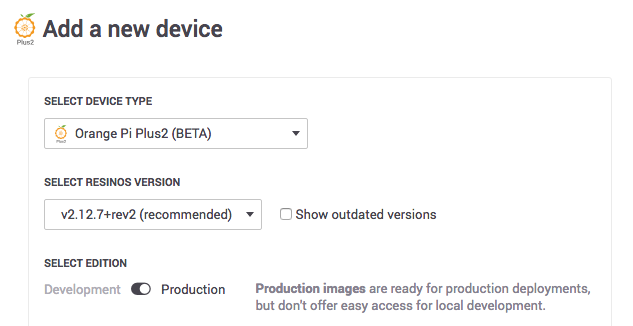 Plus2
Add a new device
SELECT DEVICE TYPE
Plus2
Orange Pi Plus2 (BETA)
SELECT RESINOS VERSION
v2.12.7+rev2 (recommended)
Show outdated versions
SELECT EDITION
Development
Production
Production images are ready for production deployments,
but don't offer easy access for local development.